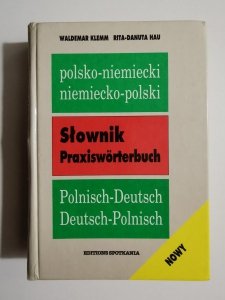 WALDEMAR KLEMM RITA-DANUTA HAU
polsko-niemiecki
niemiecko-polski
Słownik
Praxiswörterbuch
Polnisch-Deutsch
Deutsch-Polnisch
NOWY
EDITIONS SPOTKANIA